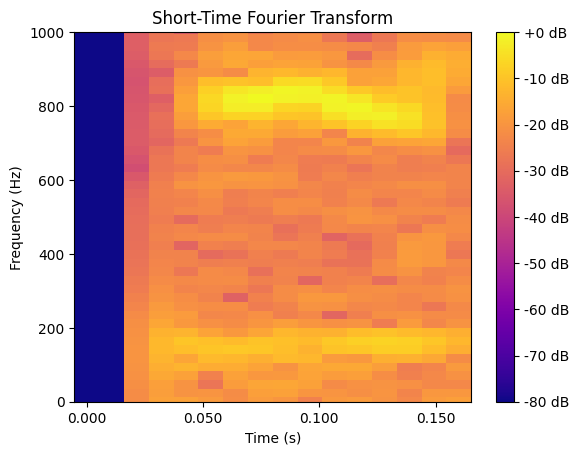 Short-Time Fourier Transform
Frequency (Hz)
1000
800
600
400
200
0
0.000
0.050
0.100
0.150
Time (s)
+0 dB
-10 dB
-20 dB
-30 dB
-40 dB
-50 dB
-60 dB
-70 dB
-80 dB